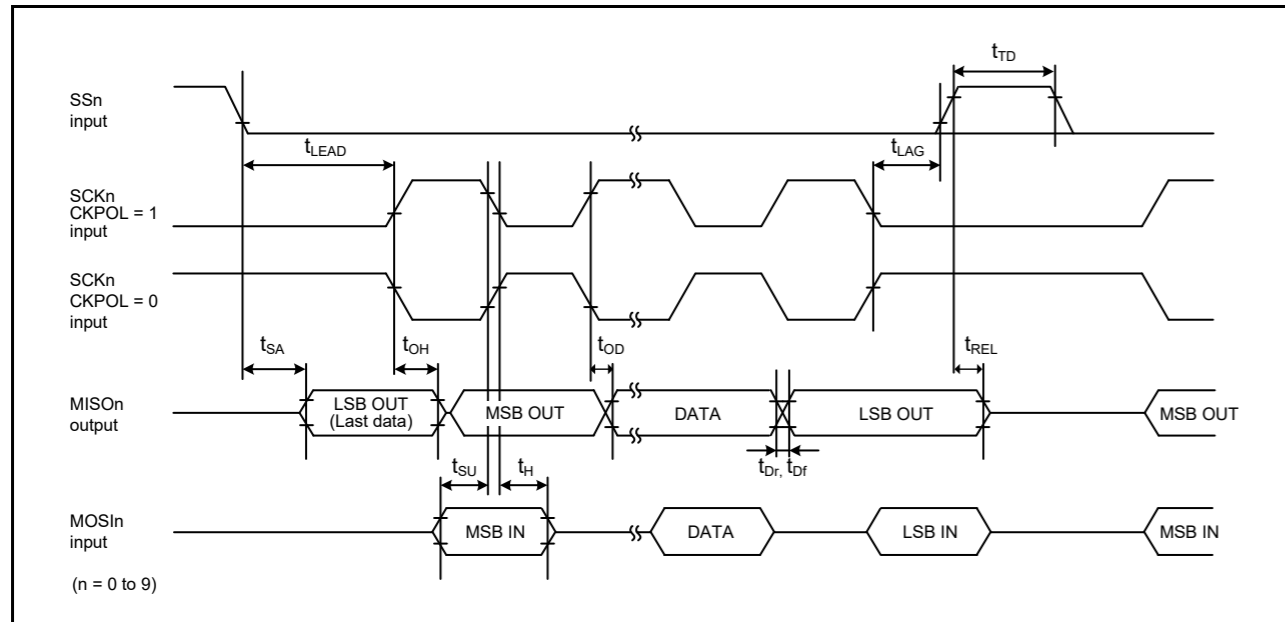 tTD
SSn
input
tLEAD
tLAG
SCKn
CKPOL = 1
input
SCKn
CKPOL = 0
input
tSA
tOH
tOD
tREL
MISOn
output
LSB OUT
(Last data)
MSB OUT
DATA
LSB OUT
MSB OUT
tSU
tH
tDr, tDf
MOSIn
input
MSB IN
DATA
LSB IN
MSB IN
(n = 0 to 9)